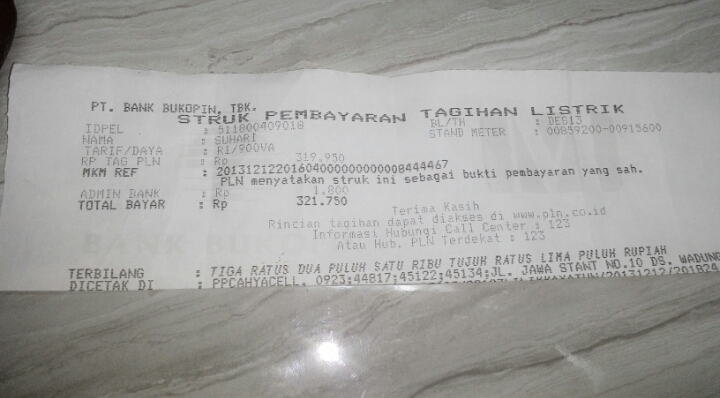 PT. BANK BUKOPIN, TBK.
STRUK PEMBAYARAN TAGIHAN LISTRIK
IDPEL : 511800409018 BL/TH : DES13
NAMA : SUHARI STAND METER : 00859200-00915600
TARIF/DAYA : R1/900VA
RP TAG PLN : Rp 319.950
MKM REF : 201312122016040000000000008444467
PLN menyatakan struk ini sebagai bukti pembayaran yang sah.
ADMIN BANK : Rp 1.800
TOTAL BAYAR : Rp 321.750
Terima Kasih
Rincian tagihan dapat diakses di www.pln.co.id
Informasi Hubungi Call Center : 123
Atau Hub. PLN Terdekat : 123
TERBILANG : TIGA RATUS DUA PULUH SATU RIBU TUJUH RATUS LIMA PULUH RUPIAH
DICETAK DI : PPCAHYACELL. 0923;44817;45122;45134;JL. JAWA STANT NO.10 DS. WADUNG